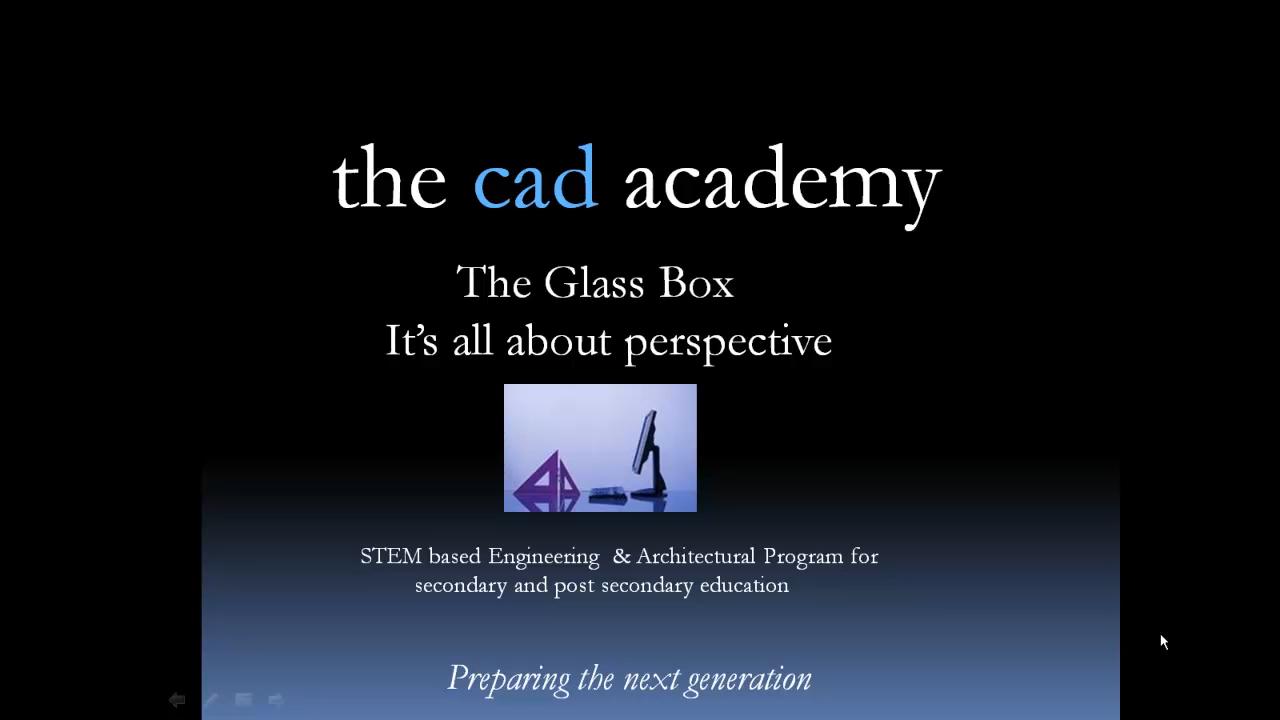 the cad academy
The Glass Box
It’s all about perspective
STEM based Engineering & Architectural Program for
secondary and post secondary education
Preparing the next generation